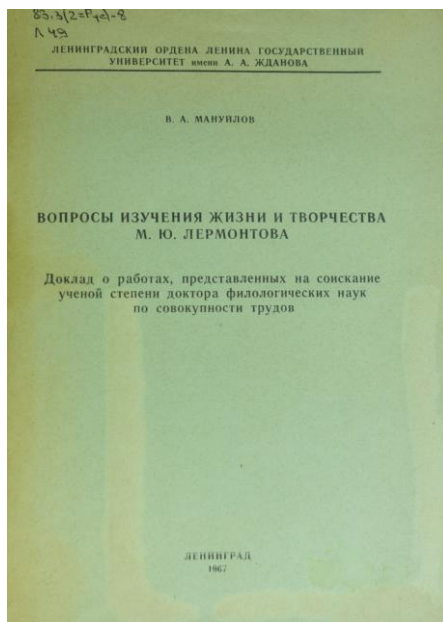 83.3(2=Рус)-8
Л 49
ЛЕНИНГРАДСКИЙ ОРДЕНА ЛЕНИНА ГОСУДАРСТВЕННЫЙ
УНИВЕРСИТЕТ имени А. А. ЖДАНОВА
В. А. МАНУЙЛОВ
ВОПРОСЫ ИЗУЧЕНИЯ ЖИЗНИ И ТВОРЧЕСТВА
М. Ю. ЛЕРМОНТОВА
Доклад о работах, представленных на соискание
ученой степени доктора филологических наук
по совокупности трудов
ЛЕНИНГРАД
1967